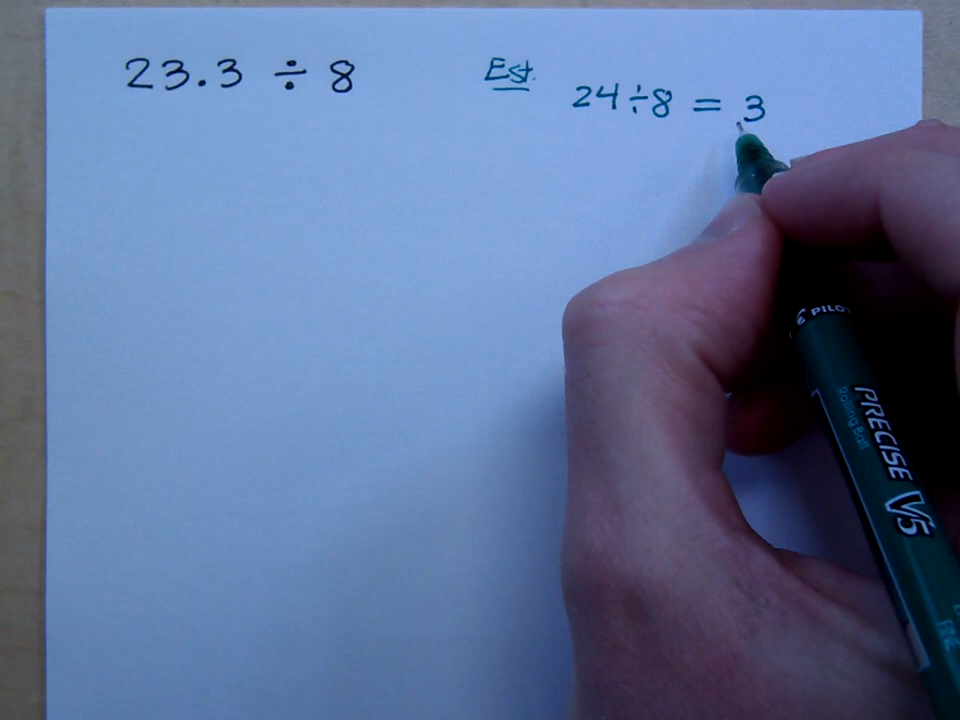 23.3 ÷ 8
Est.
24 ÷ 8 = 3
PILOT
PRECISE V5
Rolling Ball